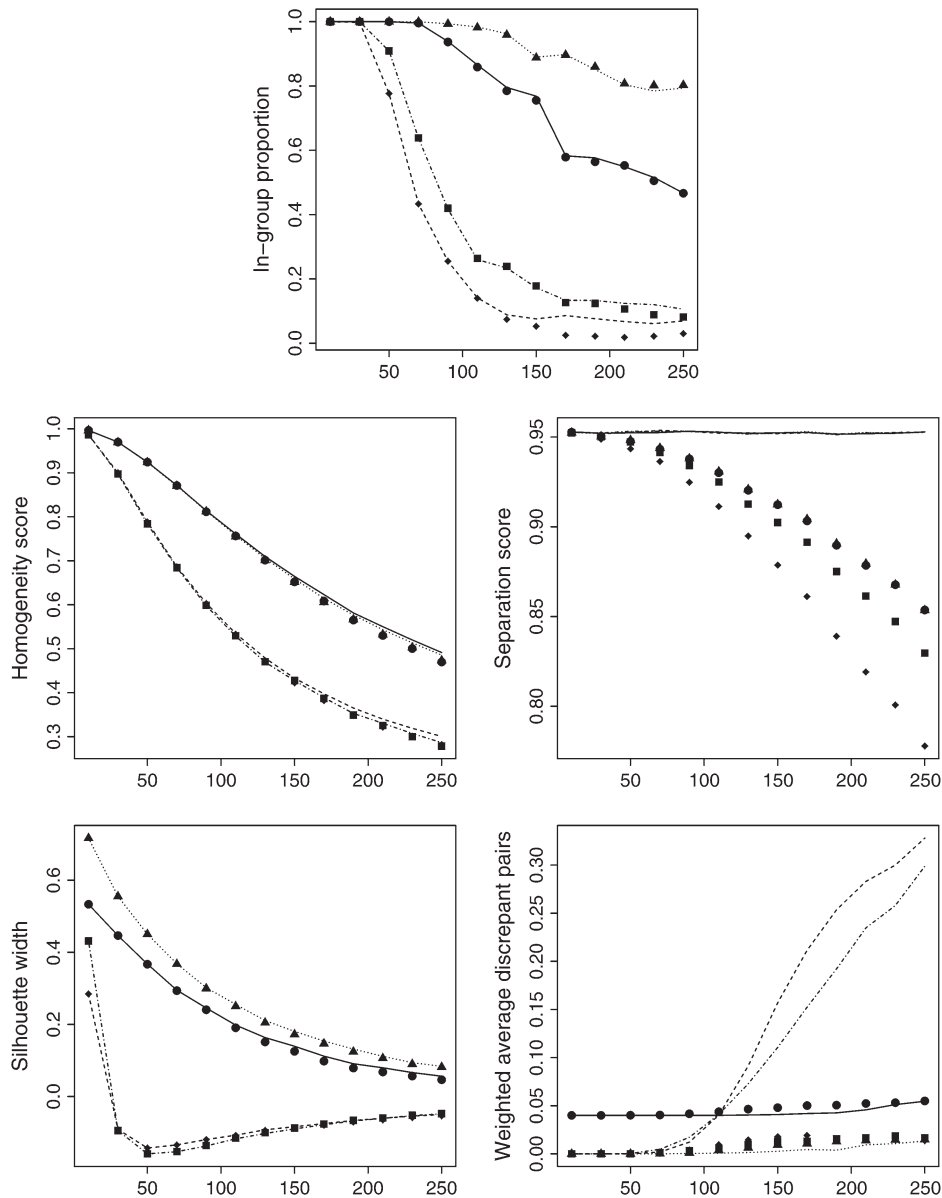 In−group proportion
1.0
0.8
0.6
0.4
0.2
0.0
50 100 150 200 250
Homogeneity score
1.0
0.9
0.8
0.7
0.6
0.5
0.4
0.3
50 100 150 200 250
Separation score
0.95
0.90
0.85
0.80
50 100 150 200 250
Silhouette width
0.6
0.4
0.2
0.0
50 100 150 200 250
Weighted average discrepant pairs
0.30
0.25
0.20
0.15
0.10
0.05
0.00
50 100 150 200 250